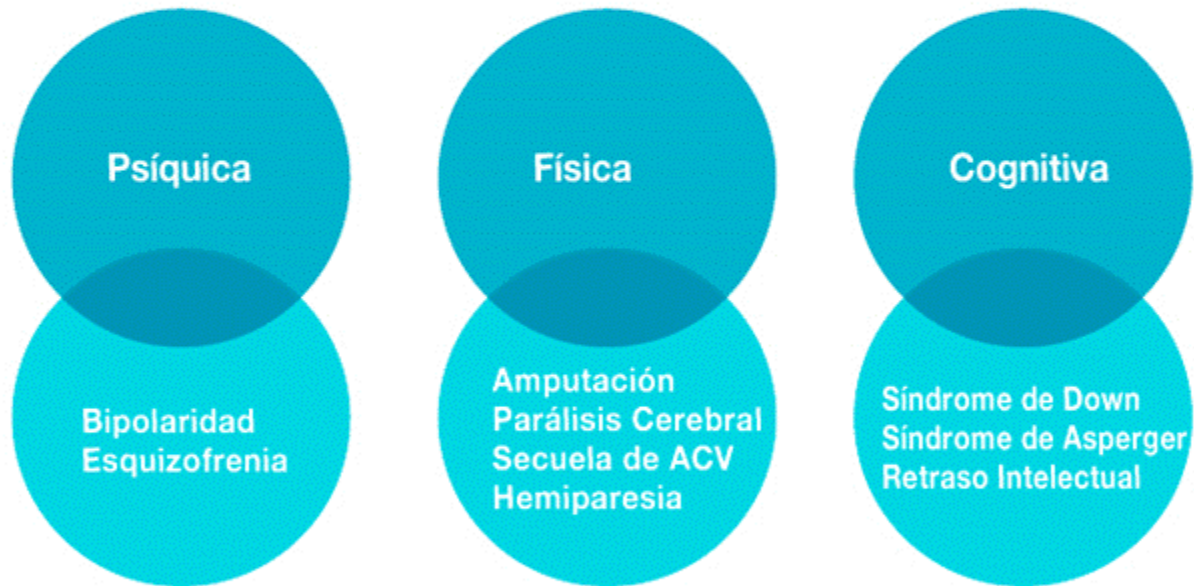 Psíquica
Bipolaridad
Esquizofrenia
Física
Amputación
Parálisis Cerebral
Secuela de ACV
Hemiparesia
Cognitiva
Síndrome de Down
Síndrome de Asperger
Retraso Intelectual